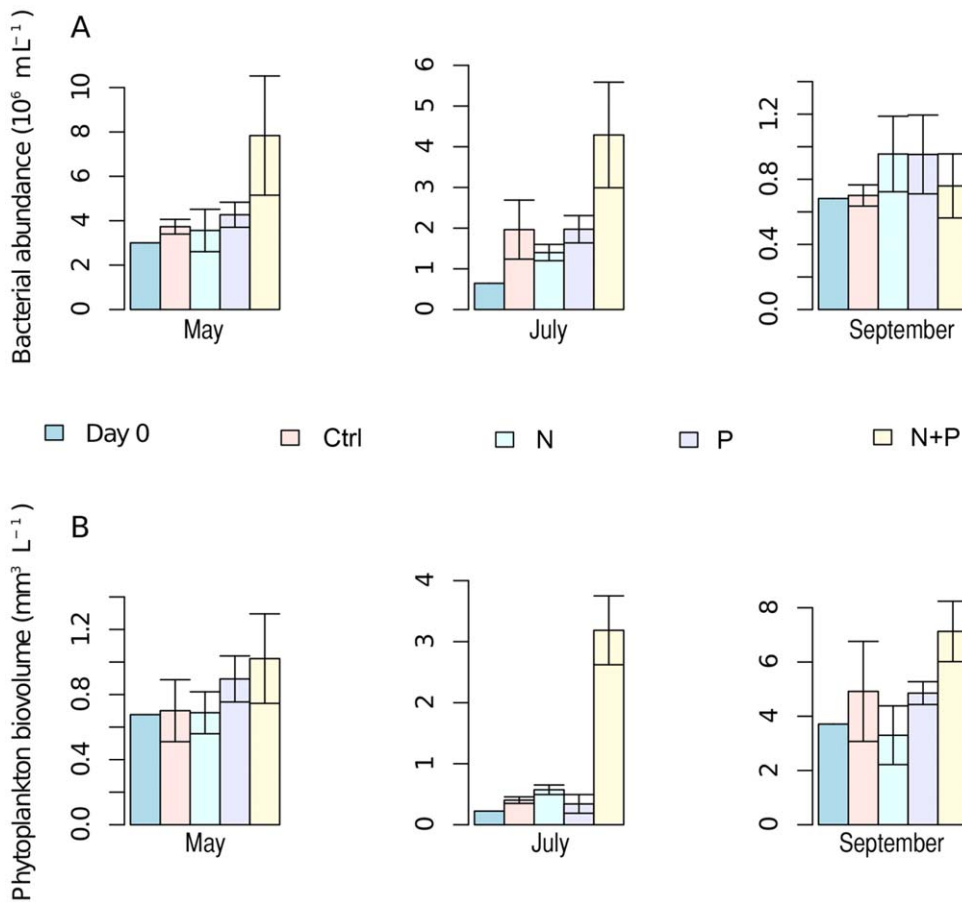 A
Bacterial abundance (10⁶ mL⁻¹)
0 2 4 6 8 10
May
0 1 2 3 4 5 6
July
0.0 0.4 0.8 1.2
September
Day 0 Ctrl N P N+P
B
Phytoplankton biovolume (mm³ L⁻¹)
0.0 0.4 0.8 1.2
May
0 1 2 3 4
July
0 2 4 6 8
September